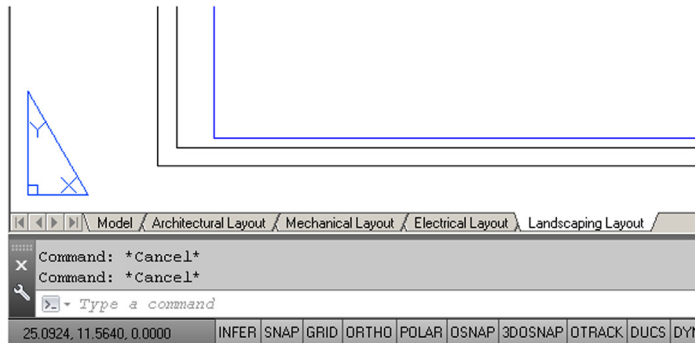 Y
X
Model Architectural Layout Mechanical Layout Electrical Layout Landscaping Layout
Command: *Cancel*
Command: *Cancel*
Type a command
25.0924, 11.5640, 0.0000 INFER SNAP GRID ORTHO POLAR OSNAP 3DOSNAP OTRACK DUCS DYN